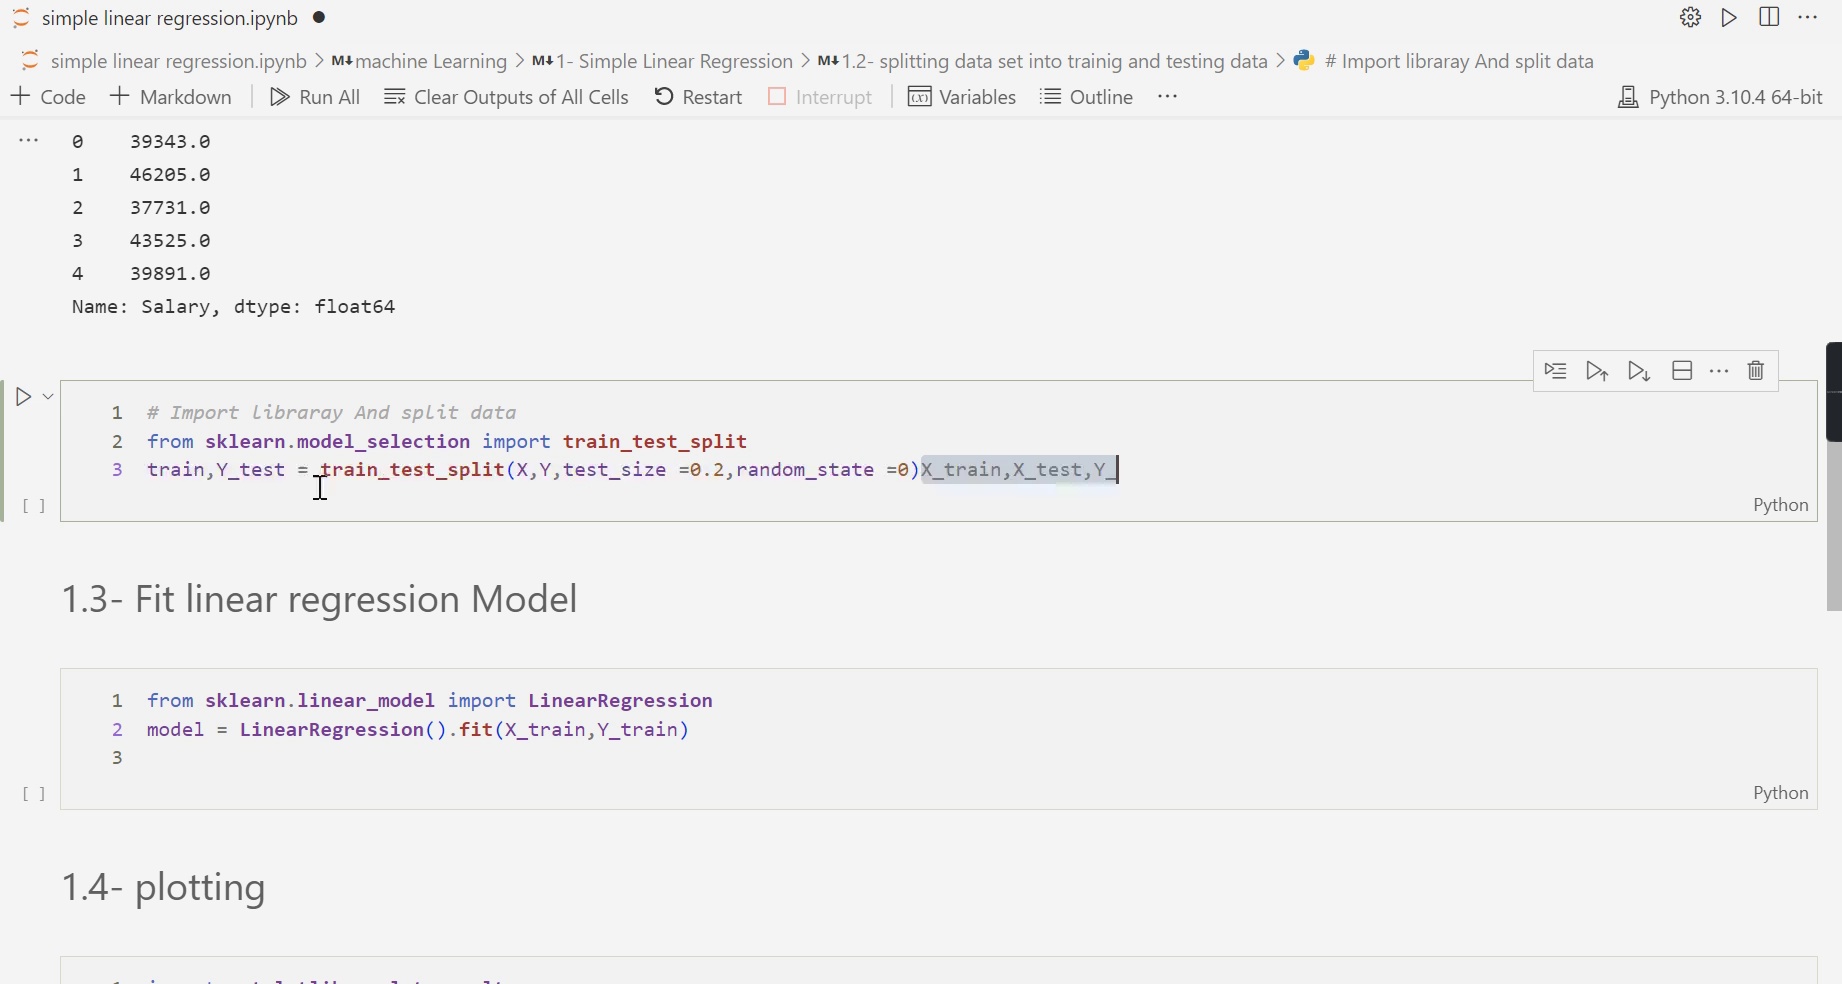 simple linear regression.ipynb
simple linear regression.ipynb > M↓ machine Learning > M↓ 1- Simple Linear Regression > M↓ 1.2- splitting data set into trainig and testing data > # Import libraray And split data
+ Code + Markdown Run All Clear Outputs of All Cells Restart Interrupt Variables Outline ... Python 3.10.4 64-bit
0 39343.0
1 46205.0
2 37731.0
3 43525.0
4 39891.0
Name: Salary, dtype: float64
1 # Import libraray And split data
2 from sklearn.model_selection import train_test_split
3 train,Y_test = train_test_split(X,Y,test_size =0.2,random_state =0)X_train,X_test,Y_
[ ] Python
1.3- Fit linear regression Model
1 from sklearn.linear_model import LinearRegression
2 model = LinearRegression().fit(X_train,Y_train)
3
[ ] Python
1.4- plotting